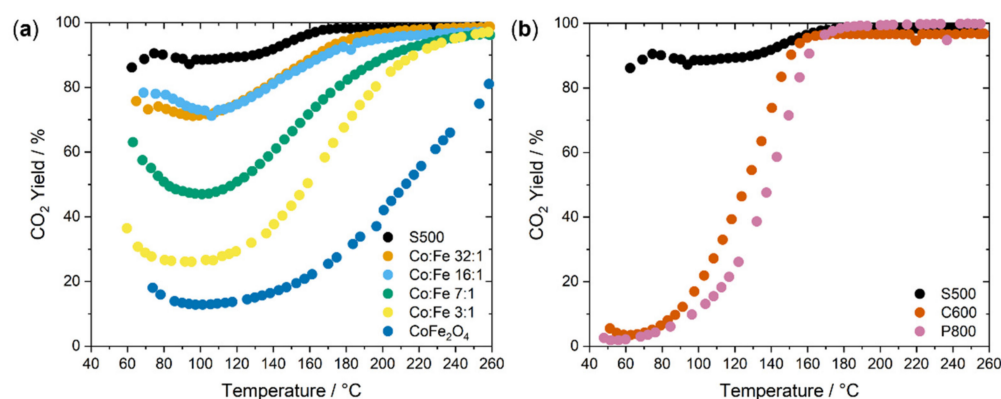 (a)
100
80
60
40
20
0
CO₂ Yield / %
40 60 80 100 120 140 160 180 200 220 240 260
Temperature / °C
S500
Co:Fe 32:1
Co:Fe 16:1
Co:Fe 7:1
Co:Fe 3:1
CoFe₂O₄
(b)
100
80
60
40
20
0
CO₂ Yield / %
40 60 80 100 120 140 160 180 200 220 240 260
Temperature / °C
S500
C600
P800